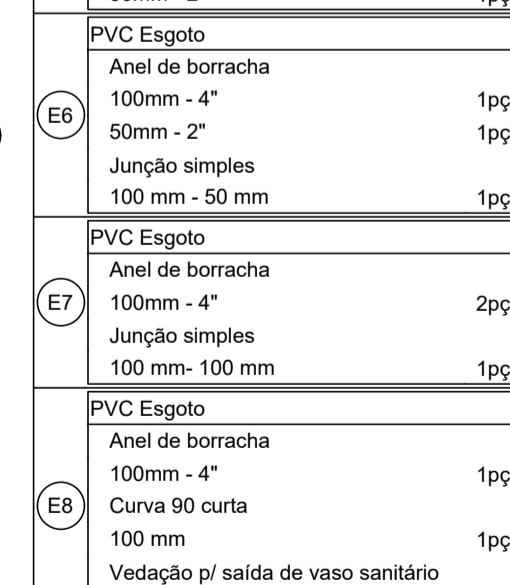 PVC Esgoto
E6
Anel de borracha
100mm - 4" 1pç
50mm - 2" 1pç
Junção simples
100 mm - 50 mm 1pç
PVC Esgoto
E7
Anel de borracha
100mm - 4" 2pç
Junção simples
100 mm- 100 mm 1pç
PVC Esgoto
E8
Anel de borracha
100mm - 4" 1pç
Curva 90 curta
100 mm 1pç
Vedação p/ saída de vaso sanitário